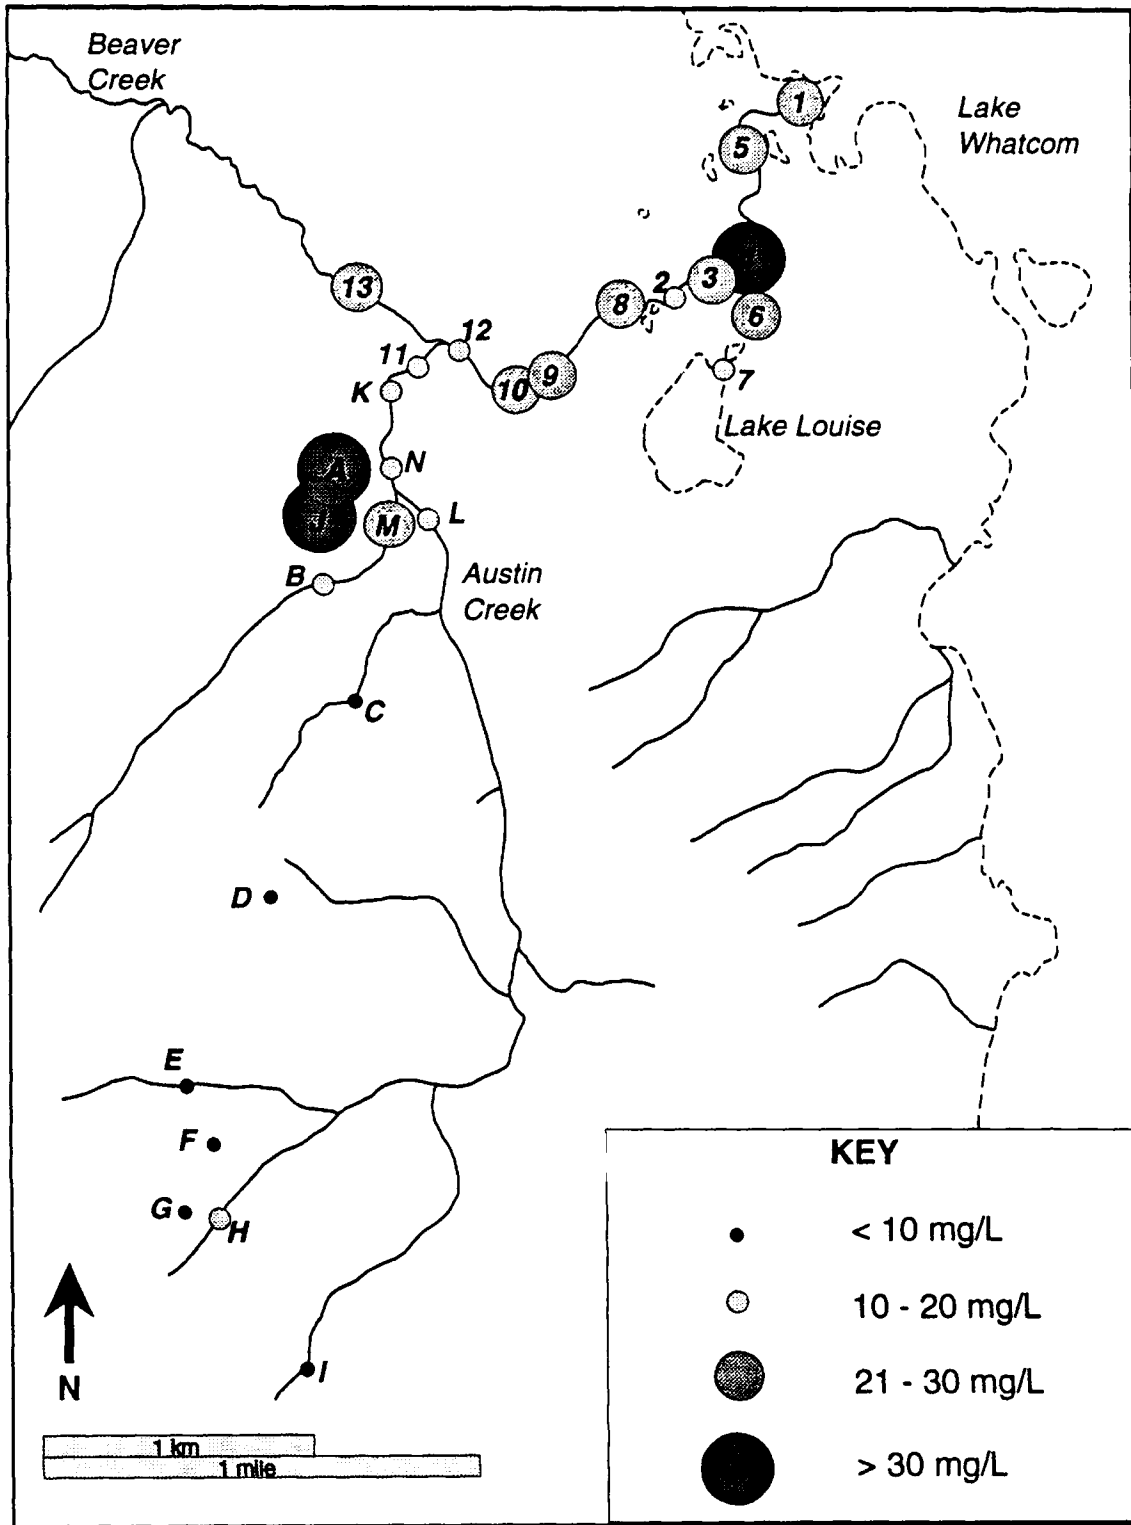 Beaver
Creek
Lake
Whatcom
1
5
3
2
8
6
13
12
11
10
9
7
K
Lake Louise
A
N
J
M
L
B
Austin
Creek
C
D
E
F
G
H
I
N
1 km
1 mile
KEY
< 10 mg/L
10 - 20 mg/L
21 - 30 mg/L
> 30 mg/L